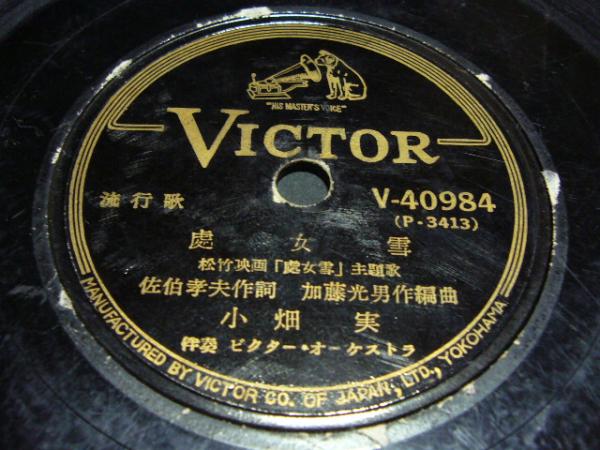 "HIS MASTER'S VOICE"
VICTOR
流行歌
V-40984
(P-3413)
處女雪
松竹映画「處女雪」主題歌
佐伯孝夫作詞 加藤光男作編曲
小畑 実
伴奏 ビクター・オーケストラ
MANUFACTURED BY VICTOR CO. OF JAPAN, LTD., YOKOHAMA